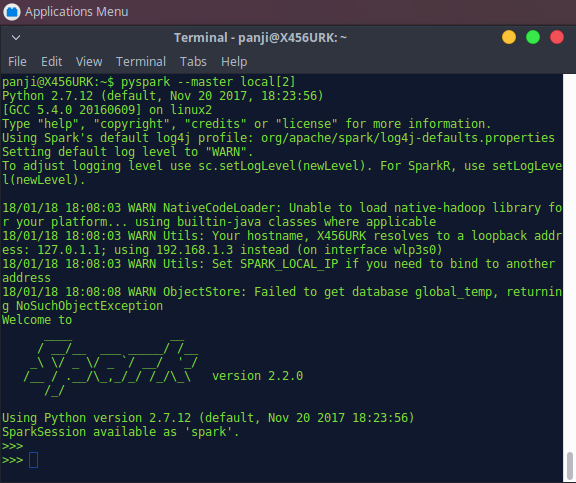 Applications Menu
Terminal - panji@X456URK: ~
File Edit View Terminal Tabs Help
panji@X456URK:~$ pyspark --master local[2]
Python 2.7.12 (default, Nov 20 2017, 18:23:56)
[GCC 5.4.0 20160609] on linux2
Type "help", "copyright", "credits" or "license" for more information.
Using Spark's default log4j profile: org/apache/spark/log4j-defaults.properties
Setting default log level to "WARN".
To adjust logging level use sc.setLogLevel(newLevel). For SparkR, use setLogLeve
l(newLevel).
18/01/18 18:08:03 WARN NativeCodeLoader: Unable to load native-hadoop library fo
r your platform... using builtin-java classes where applicable
18/01/18 18:08:03 WARN Utils: Your hostname, X456URK resolves to a loopback addr
ess: 127.0.1.1; using 192.168.1.3 instead (on interface wlp3s0)
18/01/18 18:08:03 WARN Utils: Set SPARK_LOCAL_IP if you need to bind to another
address
18/01/18 18:08:08 WARN ObjectStore: Failed to get database global_temp, returnin
g NoSuchObjectException
Welcome to
      ____              __
     / __/__  ___ _____/ /__
    _\ \/ _ \/ _ `/ __/  '_/
   /__ / .__/\_,_/_/ /_/\_\   version 2.2.0
      /_/
Using Python version 2.7.12 (default, Nov 20 2017 18:23:56)
SparkSession available as 'spark'.
>>>
>>>